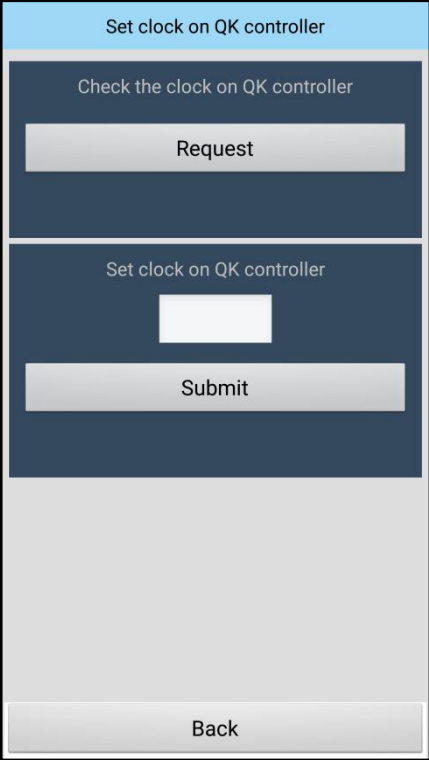 Set clock on QK controller
Check the clock on QK controller
Request
Set clock on QK controller
Submit
Back